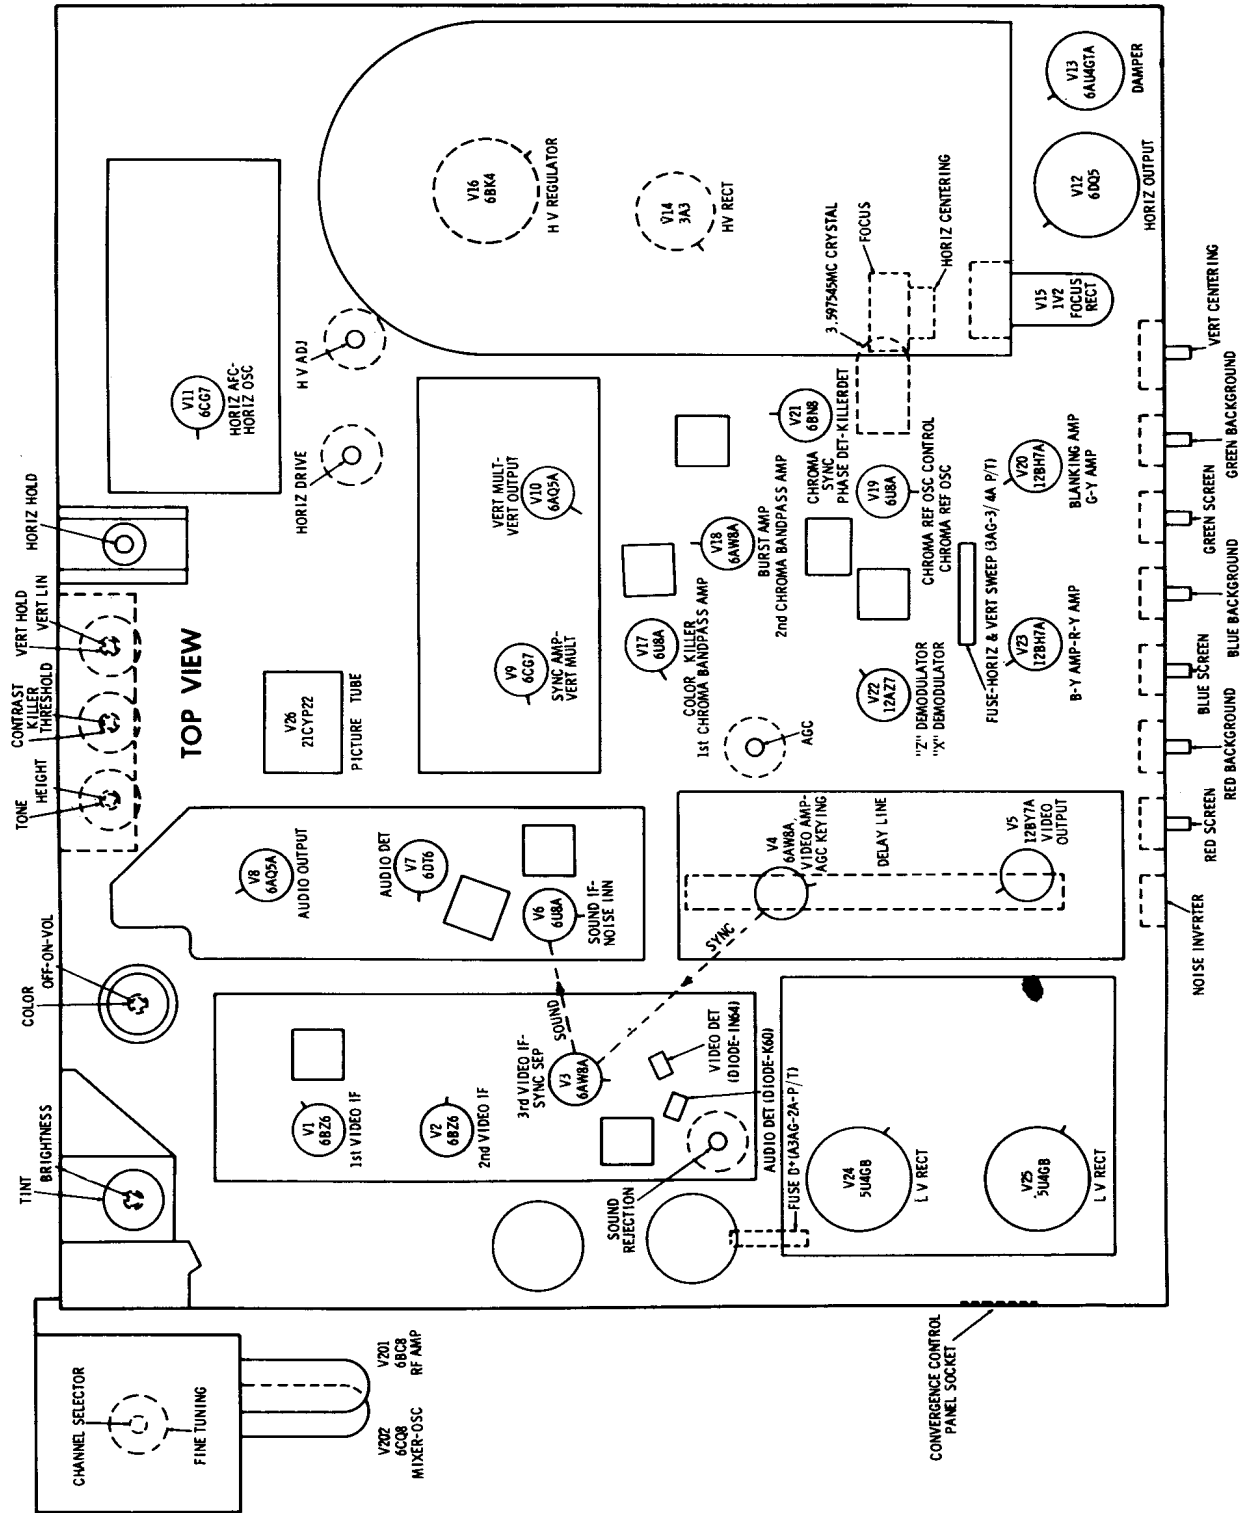 CHANNEL SELECTOR
FINE TUNING
V202
6CQ8
MIXER-OSC
V201
6BC8
RF AMP
CONVERGENCE CONTROL
PANEL SOCKET
TINT
BRIGHTNESS
COLOR
OFF-ON-VOL
TONE
HEIGHT
CONTRAST
KILLER
THRESHOLD
VERT HOLD
VERT LIN
HORIZ HOLD
TOP VIEW
V1
6BZ6
1st VIDEO IF
V2
6BZ6
2nd VIDEO IF
3rd VIDEO IF-
SYNC SEP
V3
6AW8A
SOUND
SYNC
SOUND
REJECTION
AUDIO DET (DIODE-K60)
VIDEO DET
(DIODE-IN64)
FUSE D+(A3AG-2A-P/T)
V24
5U4GB
L V RECT
V25
5U4GB
L V RECT
V8
6AQ5A
AUDIO OUTPUT
AUDIO DET
V7
6DT6
V6
6U8A
SOUND IF-
NOISE INN
V4
6AW8A,
VIDEO AMP-
AGC KEYING
DELAY LINE
V5
12BY7A
VIDEO
OUTPUT
V26
21CYP22
PICTURE TUBE
V9
6CG7
SYNC AMP-
VERT MULT
VERT MULT-
VERT OUTPUT
V10
6AQ5A
V17
6U8A
COLOR KILLER
1st CHROMA BANDPASS AMP
V18
6AW8A
BURST AMP
2nd CHROMA BANDPASS AMP
AGC
V22
12AZ7
"Z" DEMODULATOR
"X" DEMODULATOR
V21
6BN8
CHROMA
SYNC
PHASE DET-KILLERDET
V19
6U8A
CHROMA REF OSC CONTROL
CHROMA REF OSC
FUSE-HORIZ & VERT SWEEP (3AG-3/4A P/T)
V23
12BH7A
B-Y AMP-R-Y AMP
V20
12BH7A
BLANKING AMP
G-Y AMP
V11
6CG7
HORIZ AFC-
HORIZ OSC
HORIZ DRIVE
H V ADJ
V16
6BK4
H V REGULATOR
V14
3A3
HV RECT
3.597545MC CRYSTAL
FOCUS
HORIZ CENTERING
V15
1V2
FOCUS
RECT
V12
6DQ5
HORIZ OUTPUT
V13
6AU4GTA
DAMPER
NOISE INVERTER
RED SCREEN
RED BACKGROUND
BLUE SCREEN
BLUE BACKGROUND
GREEN SCREEN
GREEN BACKGROUND
VERT CENTERING